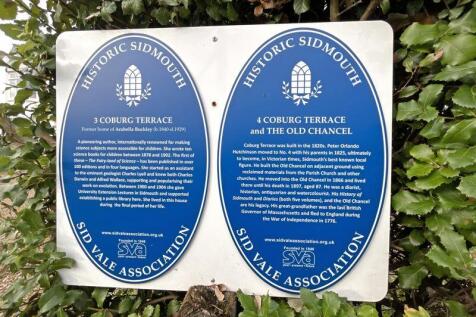 HISTORIC SIDMOUTH
3 COBURG TERRACE
Former home of Arabella Buckley (b.1840 d.1929)
A pioneering author, internationally renowned for making
science subjects more accessible for children. She wrote ten
science books for children between 1878 and 1902. The first of
these - The Fairy-land of Science - has been published in over
100 editions and in four languages. She started as an assistant
to the eminent geologist Charles Lyell and knew both Charles
Darwin and Alfred Wallace, supporting and popularising their
work on evolution. Between 1900 and 1904 she gave
University Extension Lectures in Sidmouth and supported
establishing a public library here. She lived in this house
during the final period of her life.
www.sidvaleassociation.org.uk
Founded in 1846
sva
SID VALE ASSOCIATION
HISTORIC SIDMOUTH
4 COBURG TERRACE
and THE OLD CHANCEL
Coburg Terrace was built in the 1820s. Peter Orlando
Hutchinson moved to No. 4 with his parents in 1825, ultimately
to become, in Victorian times, Sidmouth's best known local
figure. He built the Old Chancel on adjacent ground using
reclaimed materials from the Parish Church and other
churches. He moved into the Old Chancel in 1866 and lived
there until his death in 1897, aged 87. He was a diarist,
historian, antiquarian and watercolourist. His History of
Sidmouth and Diaries (both five volumes), and the Old Chancel
are his legacy. His great-grandfather was the last British
Governor of Massachusetts and fled to England during
the War of Independence in 1776.
www.sidvaleassociation.org.uk
Founded in 1846
sva
SID VALE ASSOCIATION